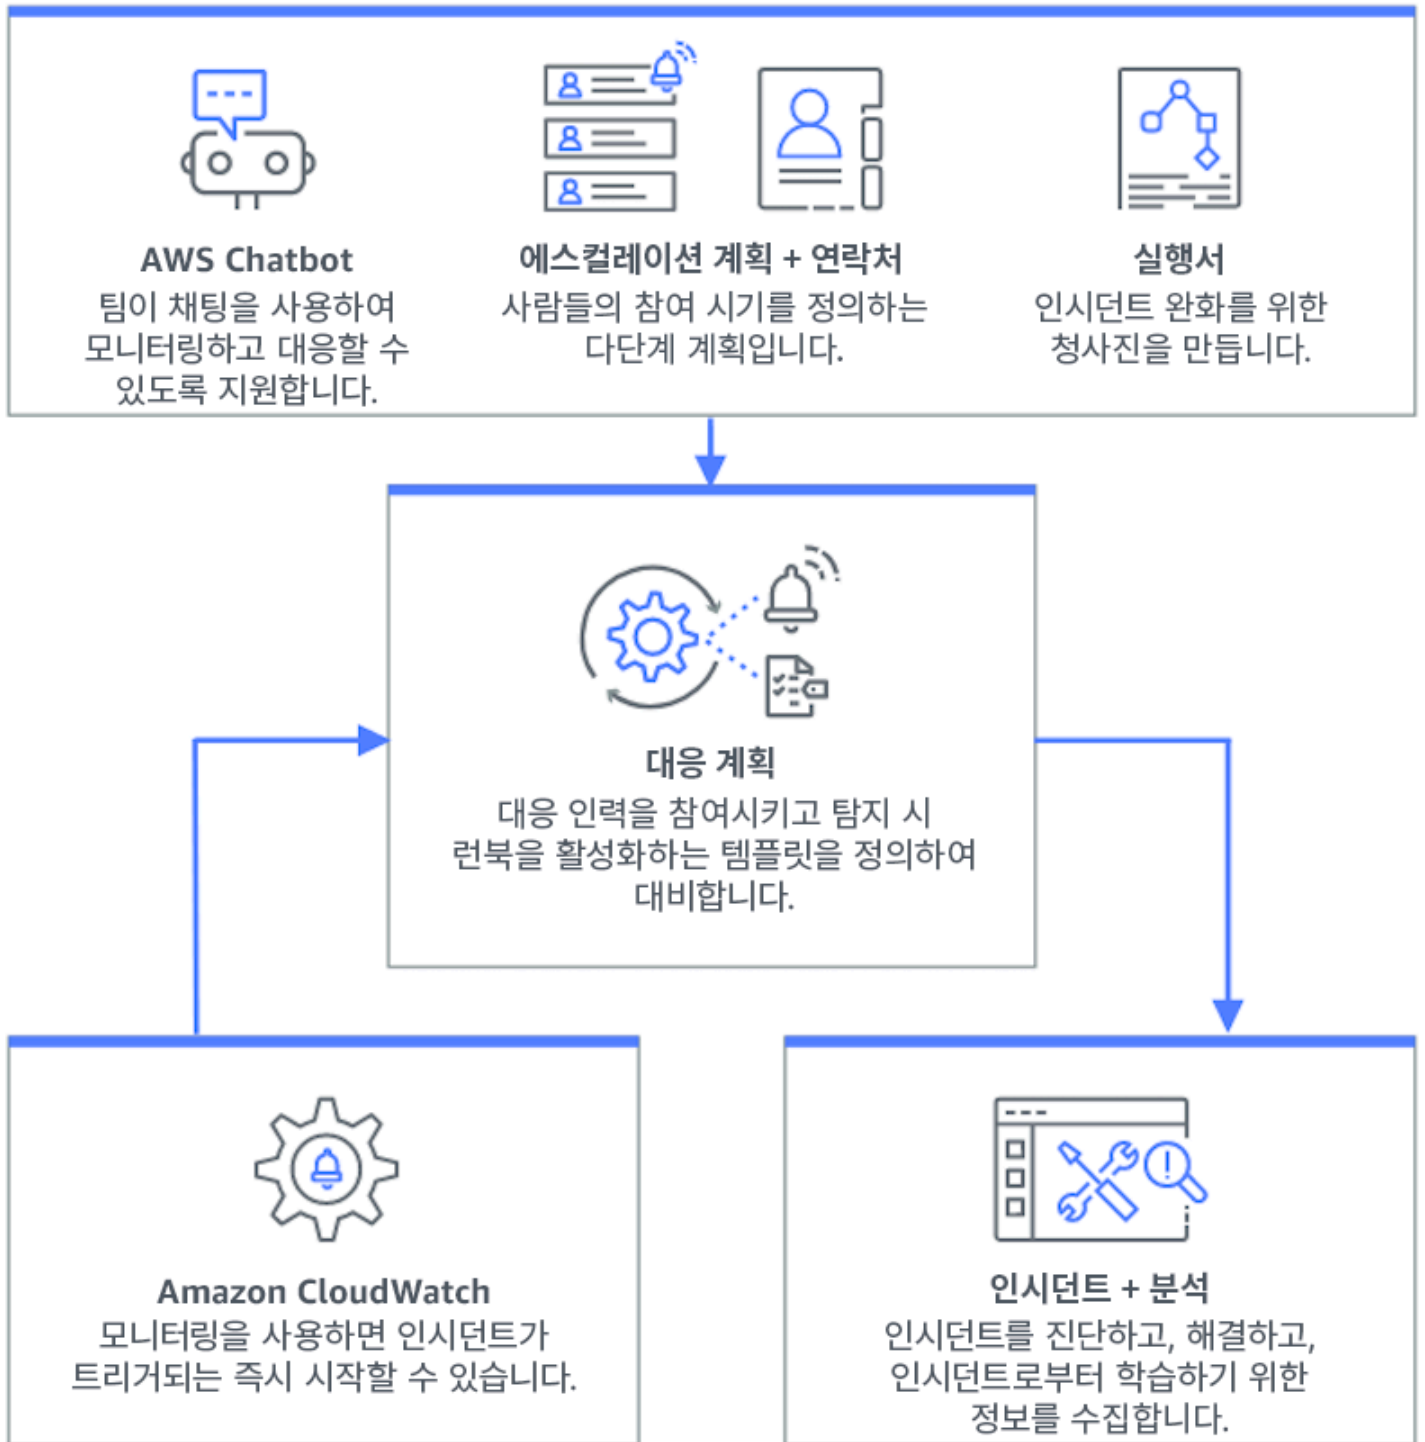 AWS Chatbot
팀이 채팅을 사용하여
모니터링하고 대응할 수
있도록 지원합니다.
에스컬레이션 계획 + 연락처
사람들의 참여 시기를 정의하는
다단계 계획입니다.
실행서
인시던트 완화를 위한
청사진을 만듭니다.
대응 계획
대응 인력을 참여시키고 탐지 시
런북을 활성화하는 템플릿을 정의하여
대비합니다.
Amazon CloudWatch
모니터링을 사용하면 인시던트가
트리거되는 즉시 시작할 수 있습니다.
인시던트 + 분석
인시던트를 진단하고, 해결하고,
인시던트로부터 학습하기 위한
정보를 수집합니다.